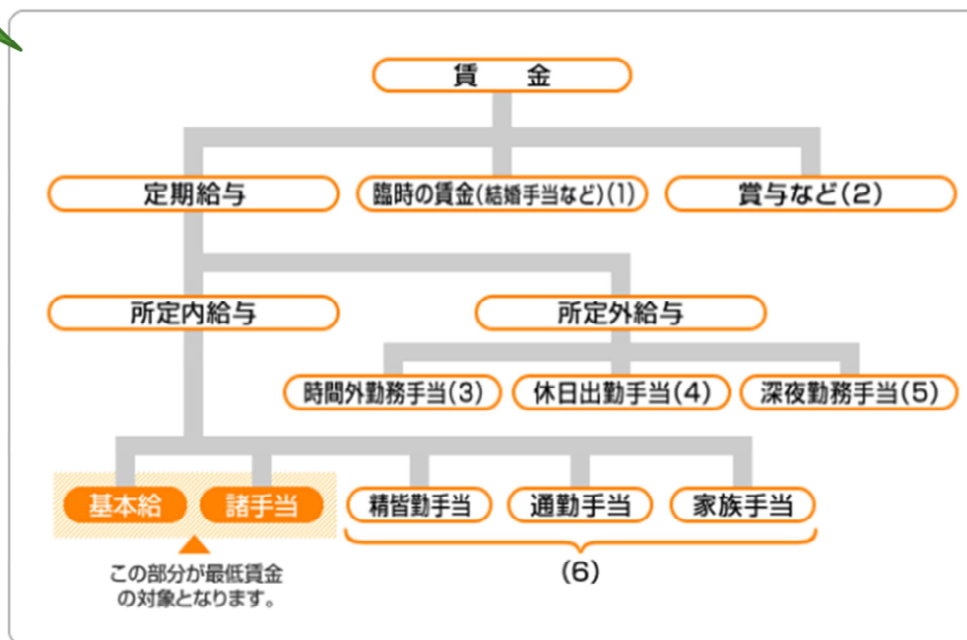 賃　金
定期給与
臨時の賃金(結婚手当など)(1)
賞与など(2)
所定内給与
所定外給与
時間外勤務手当(3)
休日出勤手当(4)
深夜勤務手当(5)
基本給
諸手当
精皆勤手当
通勤手当
家族手当
この部分が最低賃金
の対象となります。
(6)